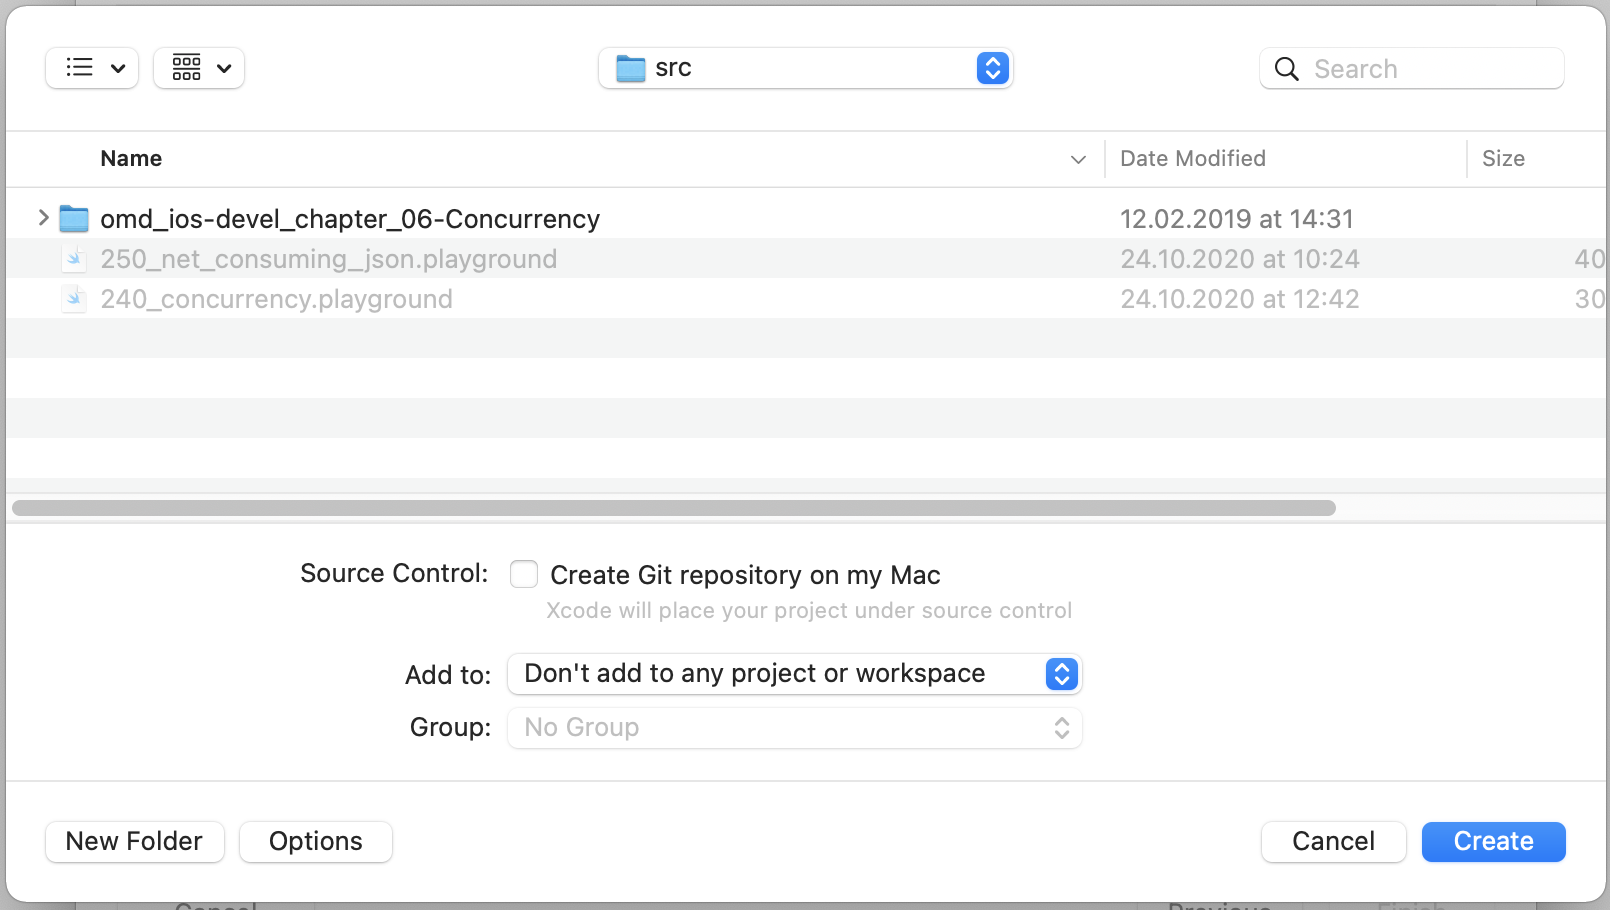 src
Search
Name Date Modified Size
omd_ios-devel_chapter_06-Concurrency 12.02.2019 at 14:31
250_net_consuming_json.playground 24.10.2020 at 10:24 40
240_concurrency.playground 24.10.2020 at 12:42 30
Source Control: Create Git repository on my Mac
Xcode will place your project under source control
Add to: Don't add to any project or workspace
Group: No Group
New Folder Options Cancel Create
Cancel Previous Finish